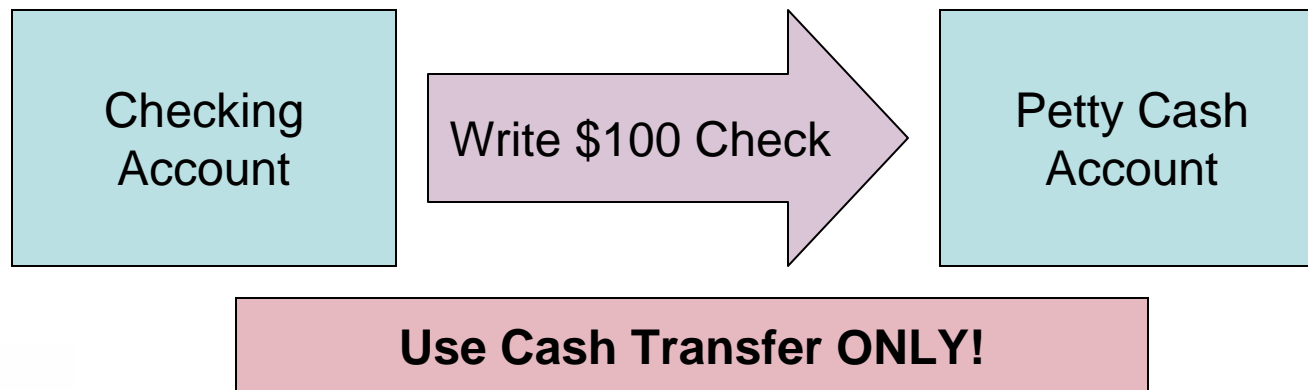 Checking
Account
Write $100 Check
Petty Cash
Account
Use Cash Transfer ONLY!